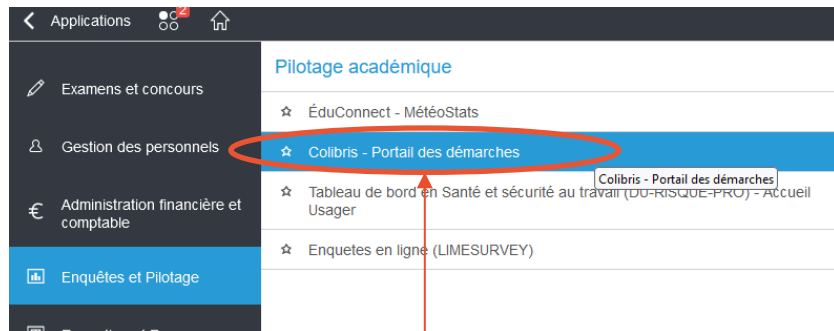 Applications
2
Pilotage académique
Examens et concours
ÉduConnect - MétéoStats
Gestion des personnels
Colibris - Portail des démarches
Colibris - Portail des démarches
Tableau de bord en Santé et sécurité au travail (DU-RISQUE-PRO) - Accueil
Usager
Administration financière et
comptable
Enquetes en ligne (LIMESURVEY)
Enquêtes et Pilotage